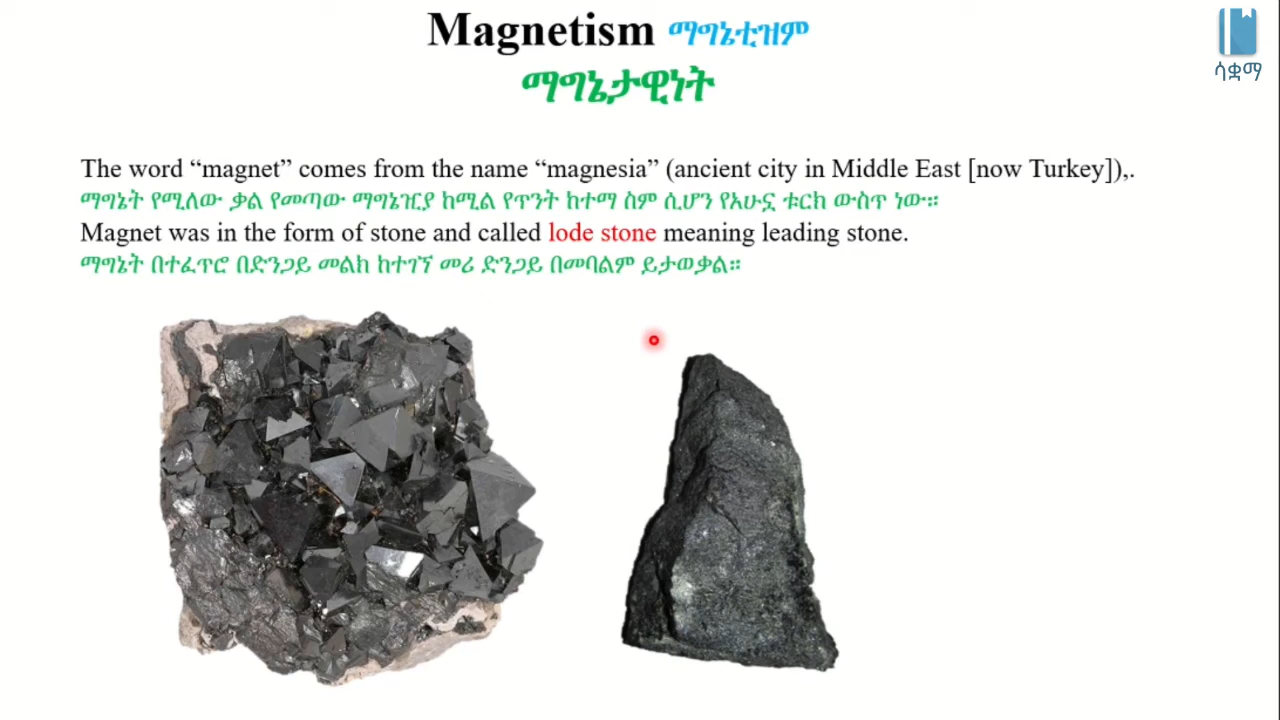 Magnetism ማግኔቲዝም
ማግኔታዊነት
ሳቋማ
The word “magnet” comes from the name “magnesia” (ancient city in Middle East [now Turkey]),.
ማግኔት የሚለው ቃል የመጣው ማግኔዢያ ከሚል የጥንት ከተማ ስም ሲሆን የአሁኗ ቱርክ ውስጥ ነው።
Magnet was in the form of stone and called lode stone meaning leading stone.
ማግኔት በተፈጥሮ በድንጋይ መልክ ከተገኘ መሪ ድንጋይ በመባልም ይታወቃል።